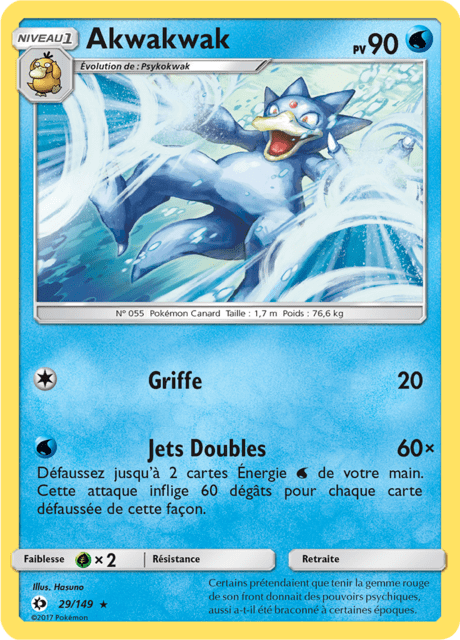 NIVEAU 1
Akwakwak
PV 90
Évolution de : Psykokwak
N° 055 Pokémon Canard Taille : 1,7 m Poids : 76,6 kg
Griffe 20
Jets Doubles 60×
Défaussez jusqu'à 2 cartes Énergie de votre main.
Cette attaque inflige 60 dégâts pour chaque carte
défaussée de cette façon.
Faiblesse ×2 Résistance Retraite
Illus. Hasuno
29/149 ★
©2017 Pokémon
Certains prétendaient que tenir la gemme rouge
de son front donnait des pouvoirs psychiques,
aussi a-t-il été braconné à certaines époques.